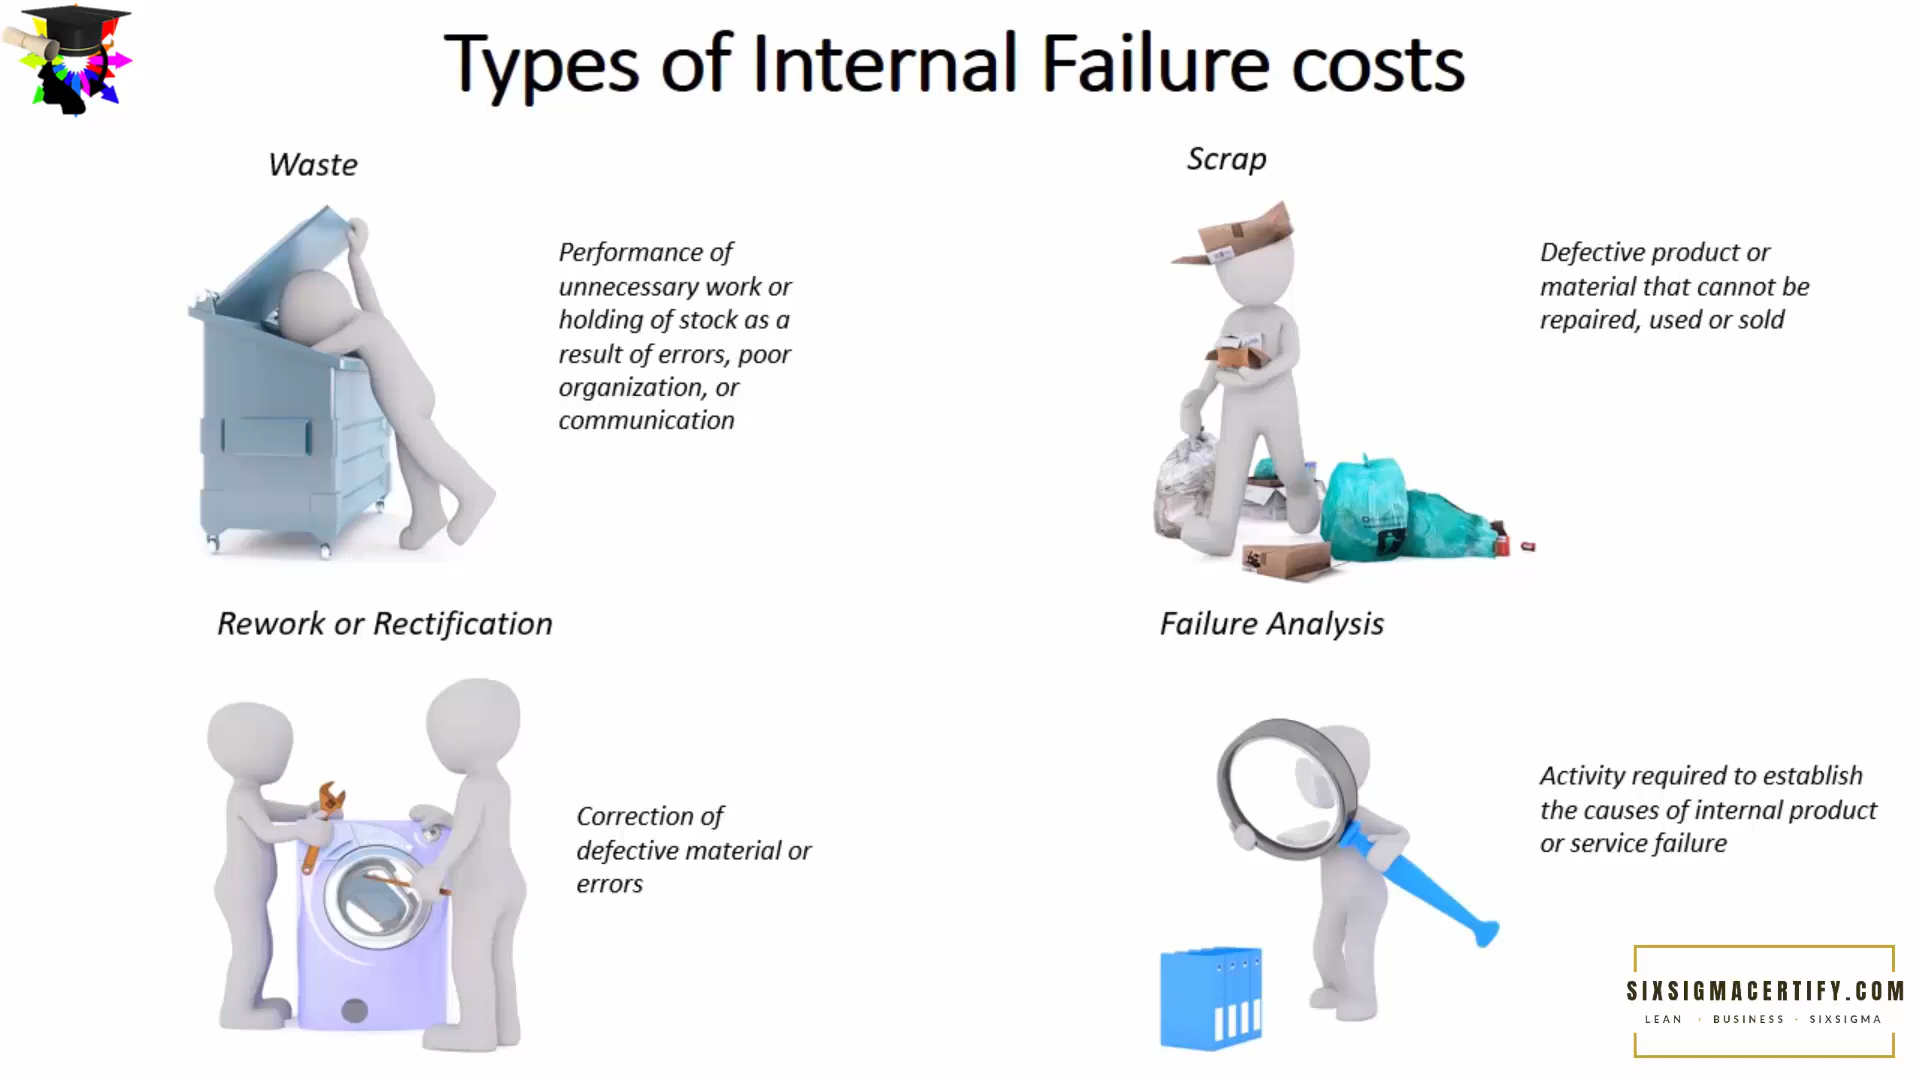 Types of Internal Failure costs
Waste
Performance of
unnecessary work or
holding of stock as a
result of errors, poor
organization, or
communication
Scrap
Defective product or
material that cannot be
repaired, used or sold
Rework or Rectification
Correction of
defective material or
errors
Failure Analysis
Activity required to establish
the causes of internal product
or service failure
SIXSIGMACERTIFY.COM
LEAN · BUSINESS · SIXSIGMA